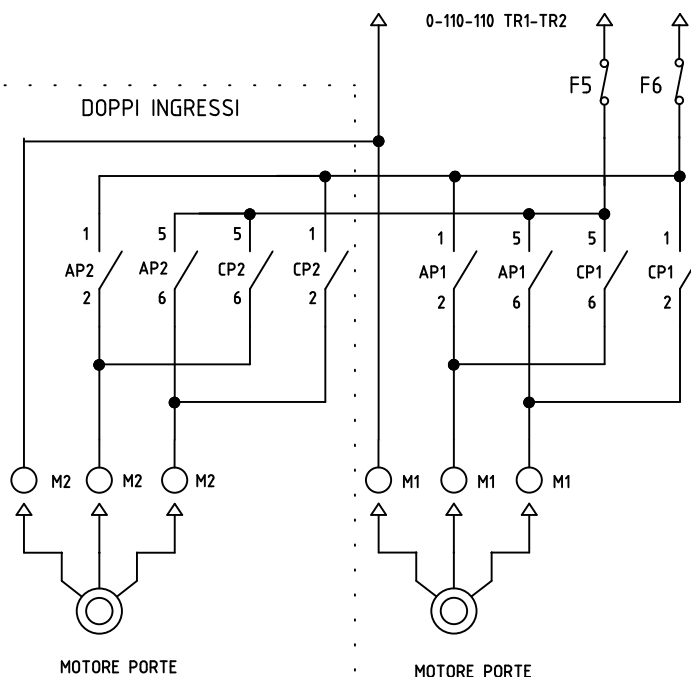 0-110-110 TR1-TR2
F5 F6
DOPPI INGRESSI
1 5 5 1 1 5 5 1
AP2 AP2 CP2 CP2 AP1 AP1 CP1 CP1
2 6 6 2 2 6 6 2
M2 M2 M2 M1 M1 M1
MOTORE PORTE MOTORE PORTE